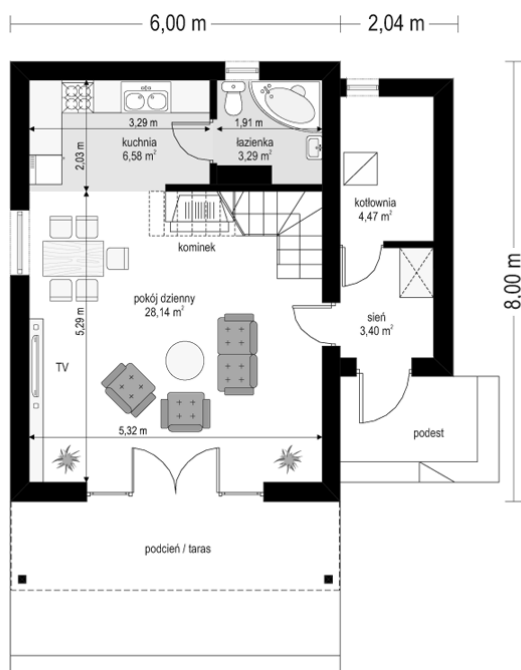 6,00 m
2,04 m
3,29 m
kuchnia
6,58 m²
2,03 m
1,91 m
łazienka
3,29 m²
kotłownia
4,47 m²
kominek
8.00 m
pokój dzienny
28,14 m²
5,29 m
sień
3,40 m²
TV
5,32 m
podest
podcień / taras